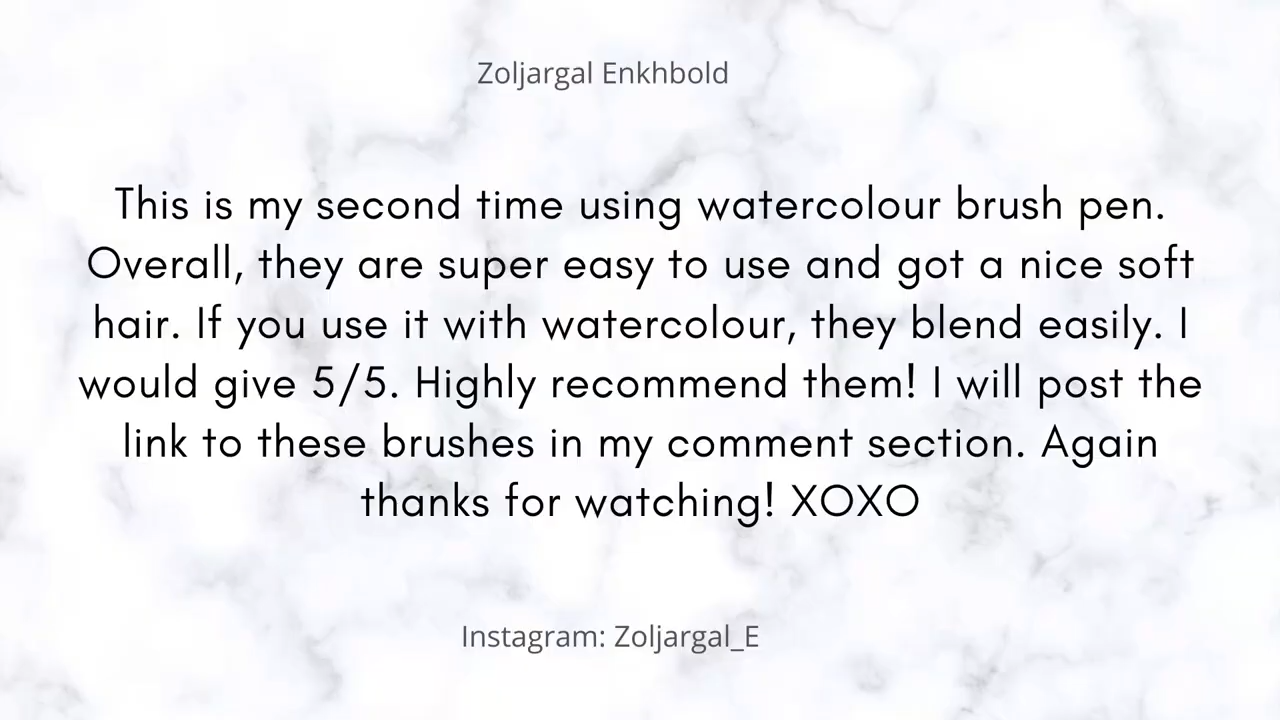 Zoljargal Enkhbold
This is my second time using watercolour brush pen.
Overall, they are super easy to use and got a nice soft
hair. If you use it with watercolour, they blend easily. I
would give 5/5. Highly recommend them! I will post the
link to these brushes in my comment section. Again
thanks for watching! XOXO
Instagram: Zoljargal_E